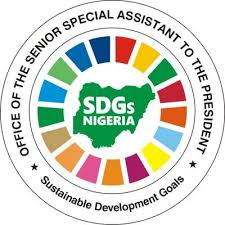 OFFICE OF THE SENIOR SPECIAL ASSISTANT TO THE PRESIDENT
SDGs
NIGERIA
★ Sustainable Development Goals ★